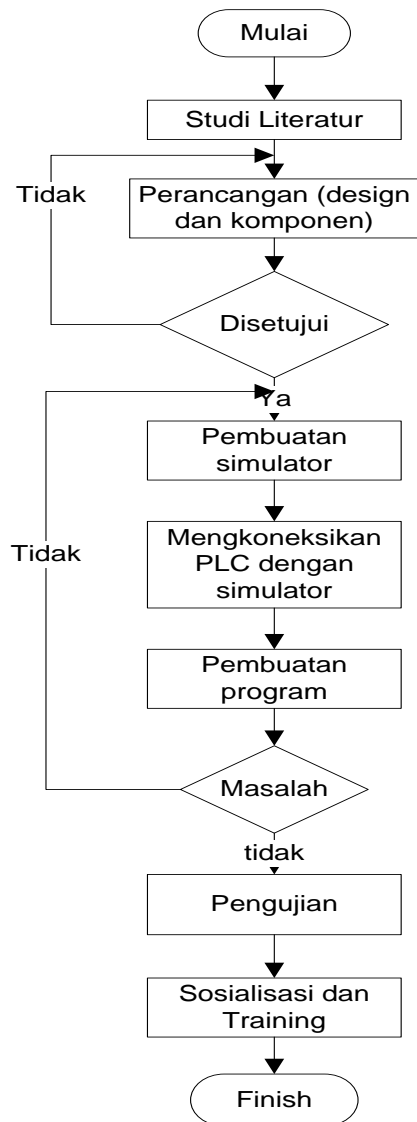 Mulai
Studi Literatur
Tidak
Perancangan (design
dan komponen)
Disetujui
Ya
Pembuatan
simulator
Mengkoneksikan
PLC dengan
simulator
Tidak
Pembuatan
program
Masalah
tidak
Pengujian
Sosialisasi dan
Training
Finish